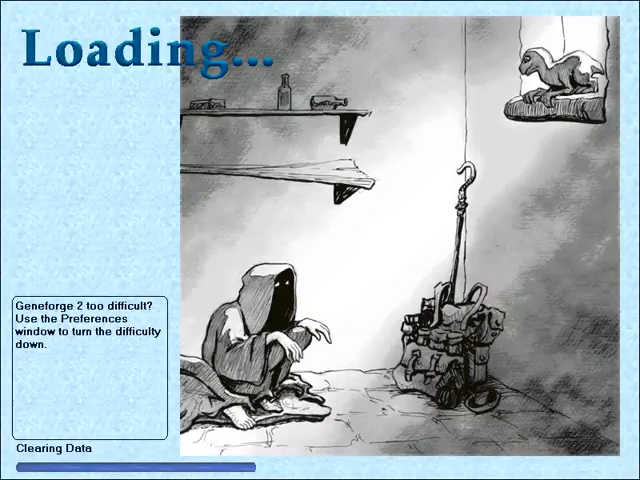 Loading...
Geneforge 2 too difficult?
Use the Preferences
window to turn the difficulty
down.
Clearing Data